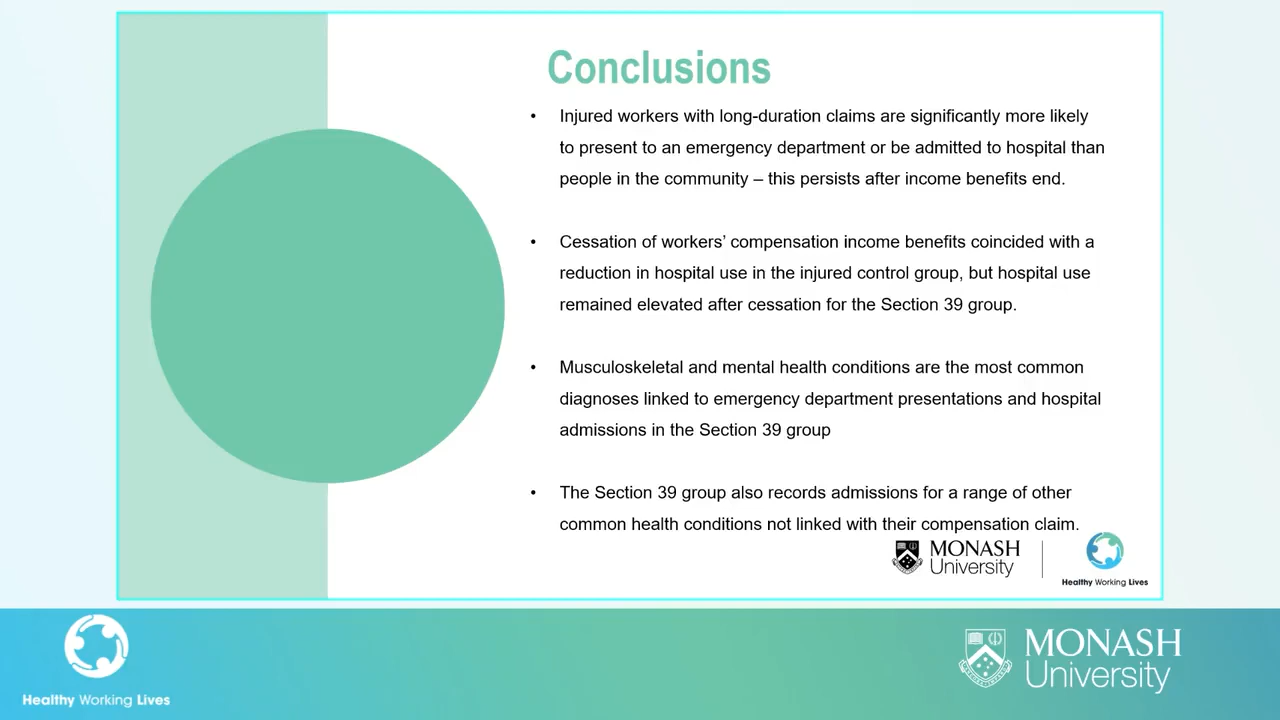 Conclusions
• Injured workers with long-duration claims are significantly more likely
to present to an emergency department or be admitted to hospital than
people in the community – this persists after income benefits end.
• Cessation of workers’ compensation income benefits coincided with a
reduction in hospital use in the injured control group, but hospital use
remained elevated after cessation for the Section 39 group.
• Musculoskeletal and mental health conditions are the most common
diagnoses linked to emergency department presentations and hospital
admissions in the Section 39 group
• The Section 39 group also records admissions for a range of other
common health conditions not linked with their compensation claim.
MONASH
University
Healthy Working Lives
Healthy Working Lives
MONASH
University